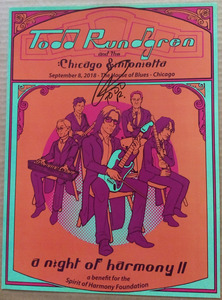 Todd Rundgren
and the
Chicago Sinfonietta
September 8, 2018 - The House of Blues - Chicago
a night of harmony II
a benefit for the
Spirit of Harmony Foundation